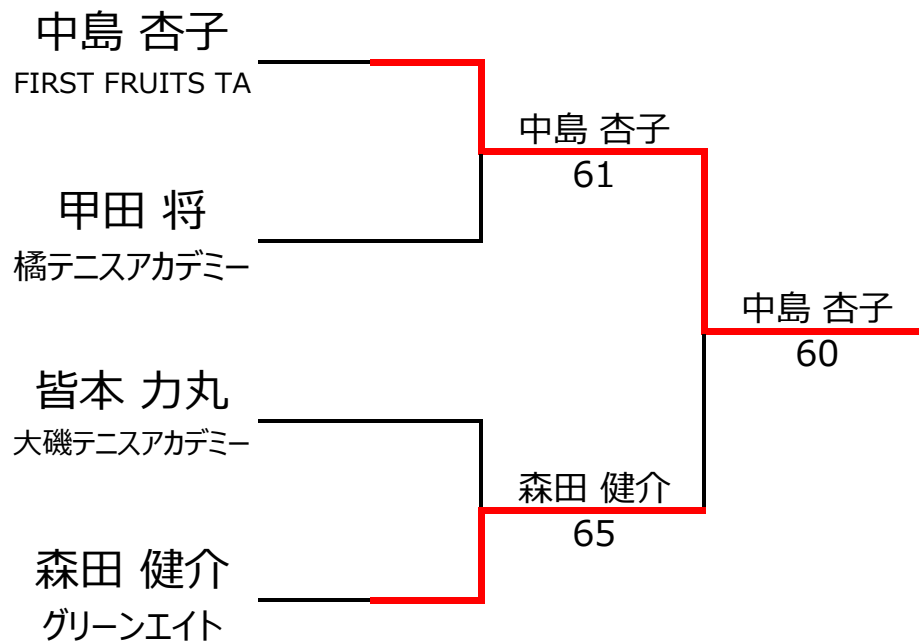 中島 杏子
FIRST FRUITS TA
甲田 将
橘テニスアカデミー
皆本 力丸
大磯テニスアカデミー
森田 健介
グリーンエイト
中島 杏子
61
森田 健介
65
中島 杏子
60